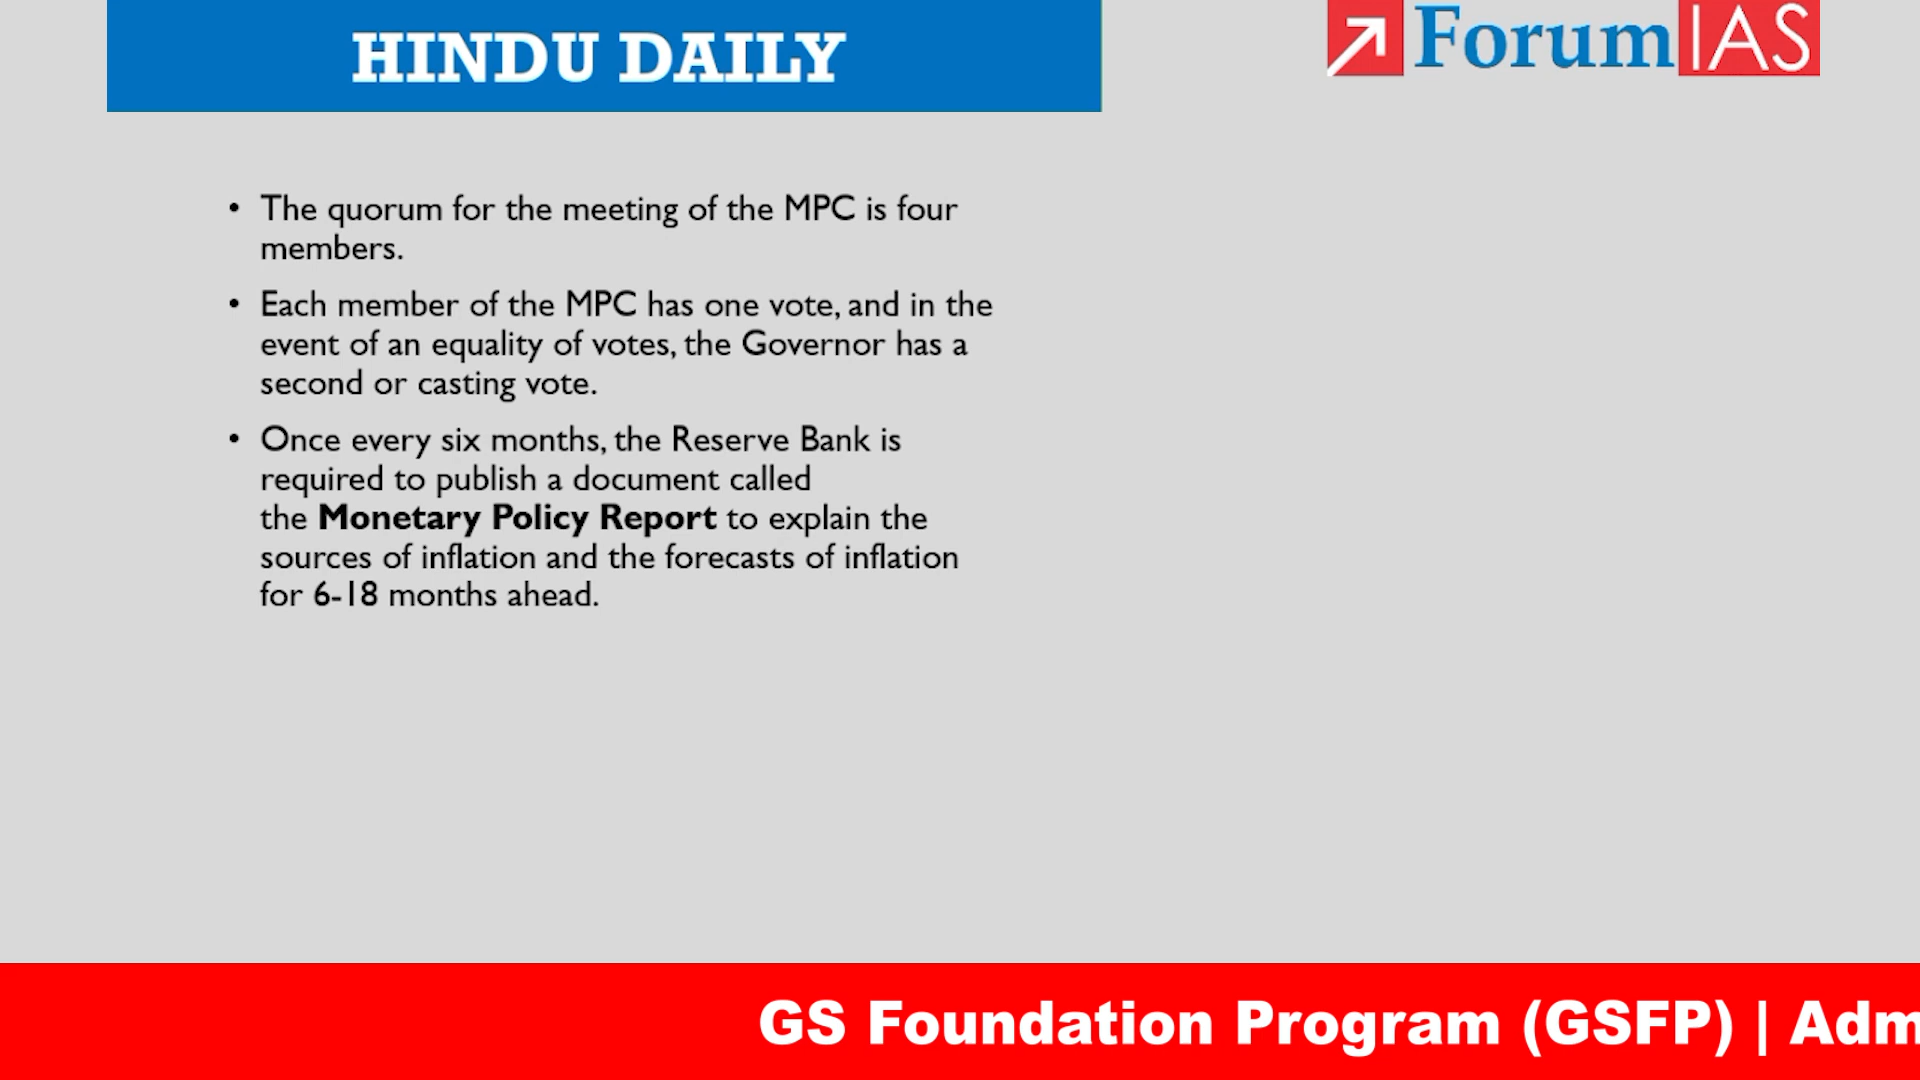 HINDU DAILY
ForumIAS
• The quorum for the meeting of the MPC is four
members.
• Each member of the MPC has one vote, and in the
event of an equality of votes, the Governor has a
second or casting vote.
• Once every six months, the Reserve Bank is
required to publish a document called
the Monetary Policy Report to explain the
sources of inflation and the forecasts of inflation
for 6-18 months ahead.
GS Foundation Program (GSFP) | Adm